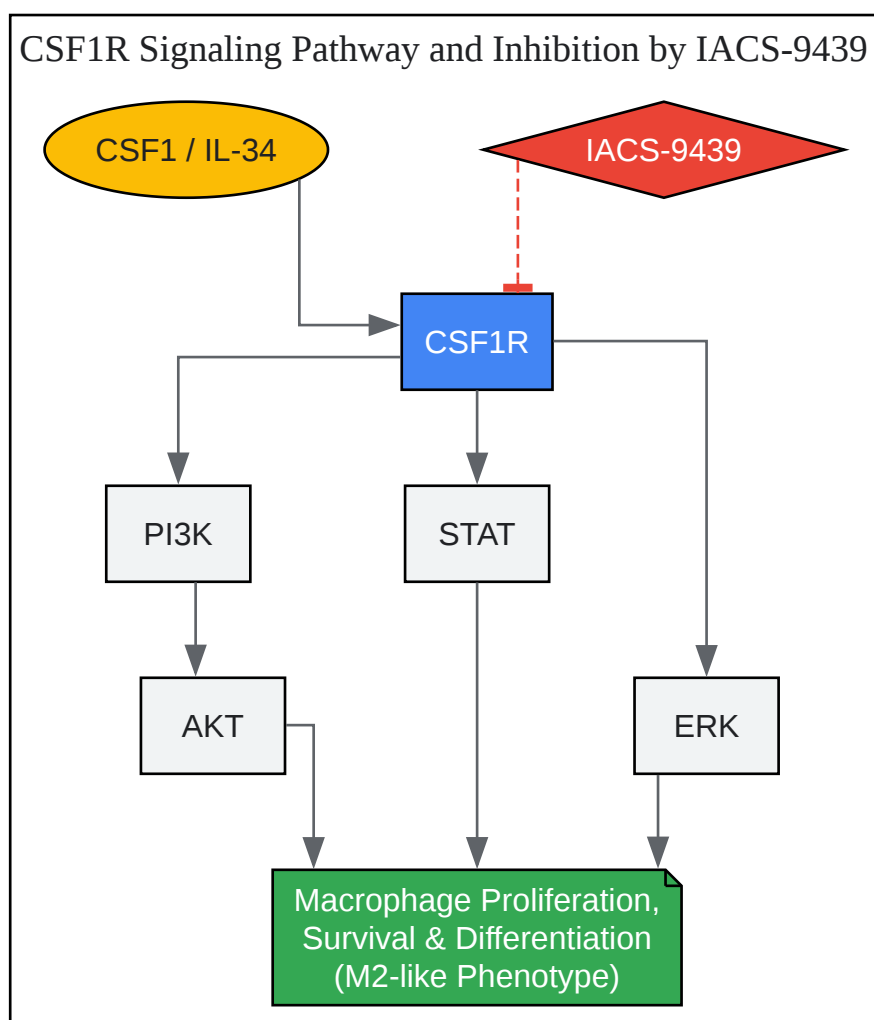 CSF1R Signaling Pathway and Inhibition by IACS-9439
CSF1 / IL-34
IACS-9439
CSF1R
PI3K
STAT
AKT
ERK
Macrophage Proliferation,
Survival & Differentiation
(M2-like Phenotype)